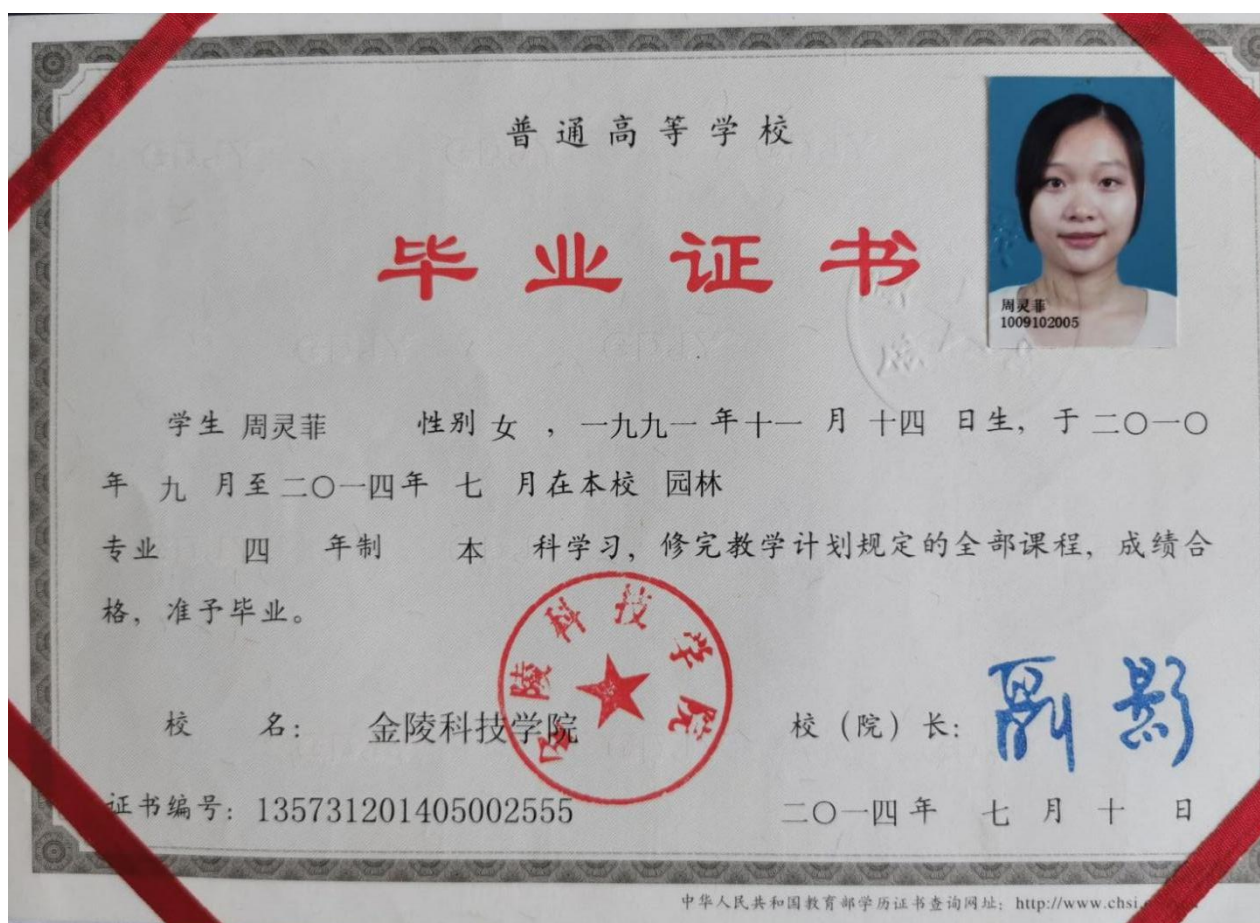 普通高等学校
毕业证书
周灵菲
1009102005
学生 周灵菲 性别 女 ，一九九一 年十一 月 十四 日生，于二〇一〇
年 九 月至二〇一四年 七 月在本校 园林
专业 四 年制 本 科学习，修完教学计划规定的全部课程，成绩合
格，准予毕业。
校 名： 金陵科技学院 校（院）长：
金陵科技学院
证书编号：135731201405002555 二〇一四年 七 月 十 日
中华人民共和国教育部学历证书查询网址：http://www.chsi.